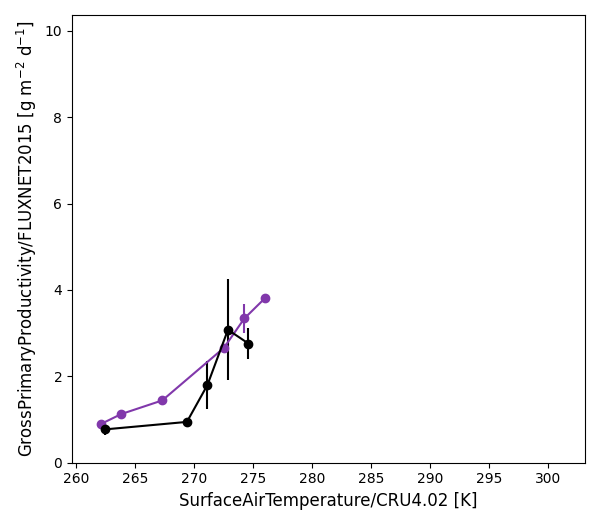 GrossPrimaryProductivity/FLUXNET2015 [g m⁻² d⁻¹]
10
8
6
4
2
0
260 265 270 275 280 285 290 295 300
SurfaceAirTemperature/CRU4.02 [K]